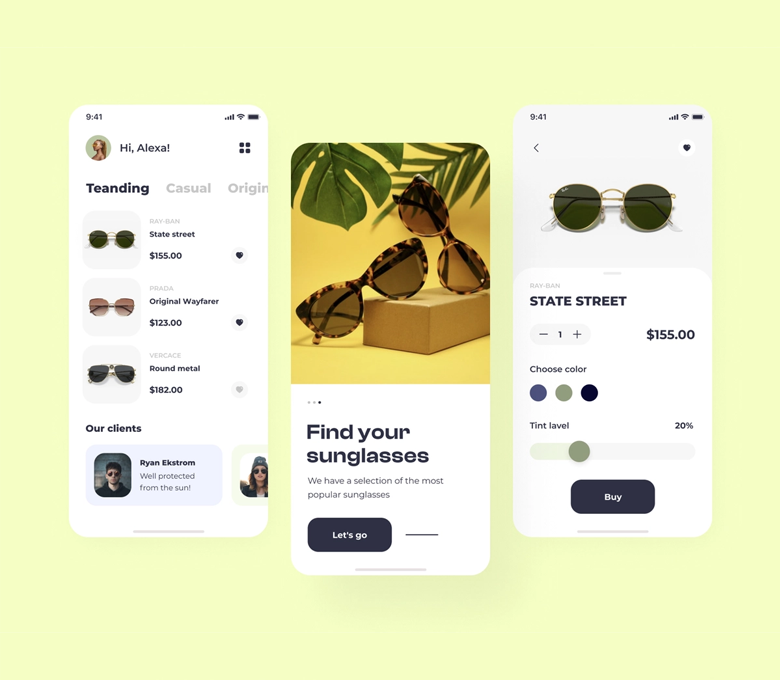 9:41
Hi, Alexa!
Teanding Casual Origin
RAY-BAN
State street
$155.00
PRADA
Original Wayfarer
$123.00
VERCACE
Round metal
$182.00
Our clients
Ryan Ekstrom
Well protected
from the sun!
Find your
sunglasses
We have a selection of the most
popular sunglasses
Let's go
9:41
Ray-Ban
RAY-BAN
STATE STREET
1
$155.00
Choose color
Tint lavel 20%
Buy